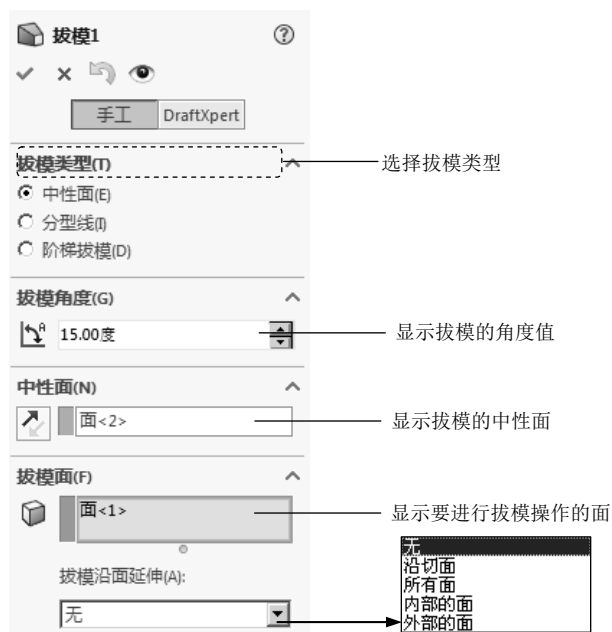 拔模1
手工 DraftXpert
拔模类型(T)
选择拔模类型
中性面(E)
分型线(I)
阶梯拔模(D)
拔模角度(G)
15.00度
显示拔模的角度值
中性面(N)
面<2>
显示拔模的中性面
拔模面(F)
面<1>
显示要进行拔模操作的面
拔模沿面延伸(A):
无
无
沿切面
所有面
内部的面
外部的面